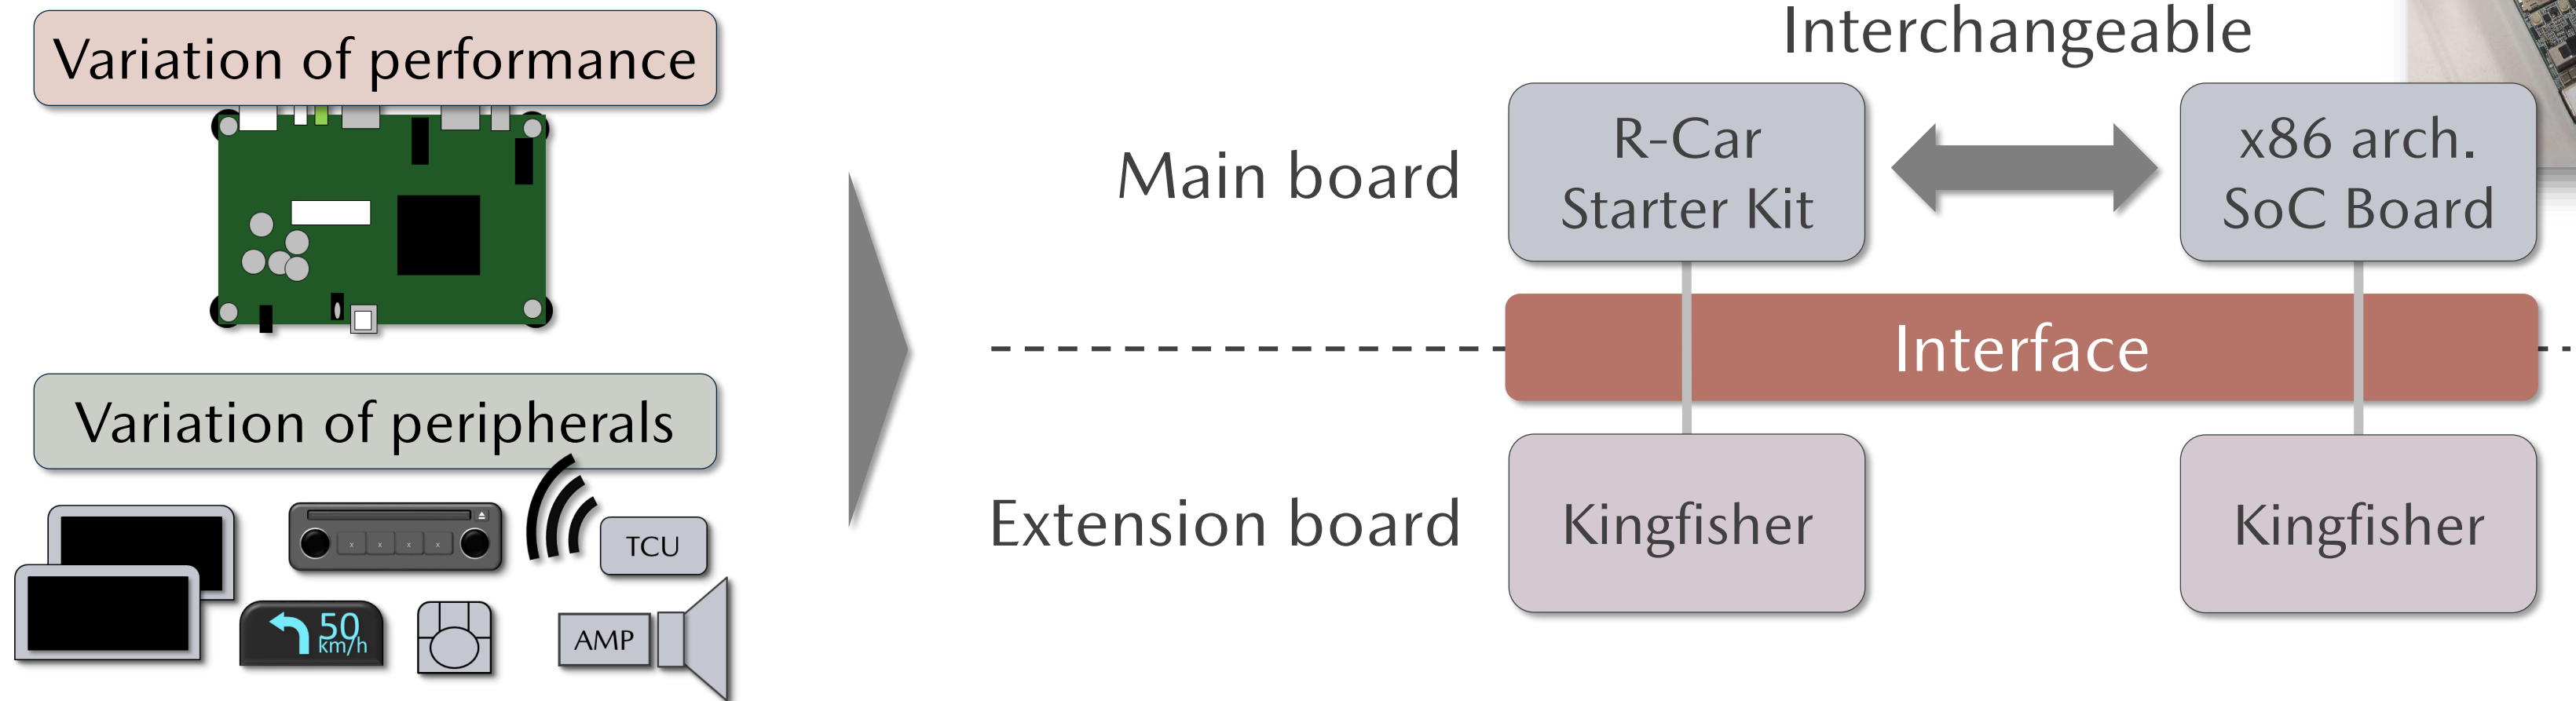 Variation of performance
Variation of peripherals
x x x x
TCU
50
km/h
AMP
Interchangeable
Main board
R-Car
Starter Kit
x86 arch.
SoC Board
Interface
Extension board
Kingfisher
Kingfisher